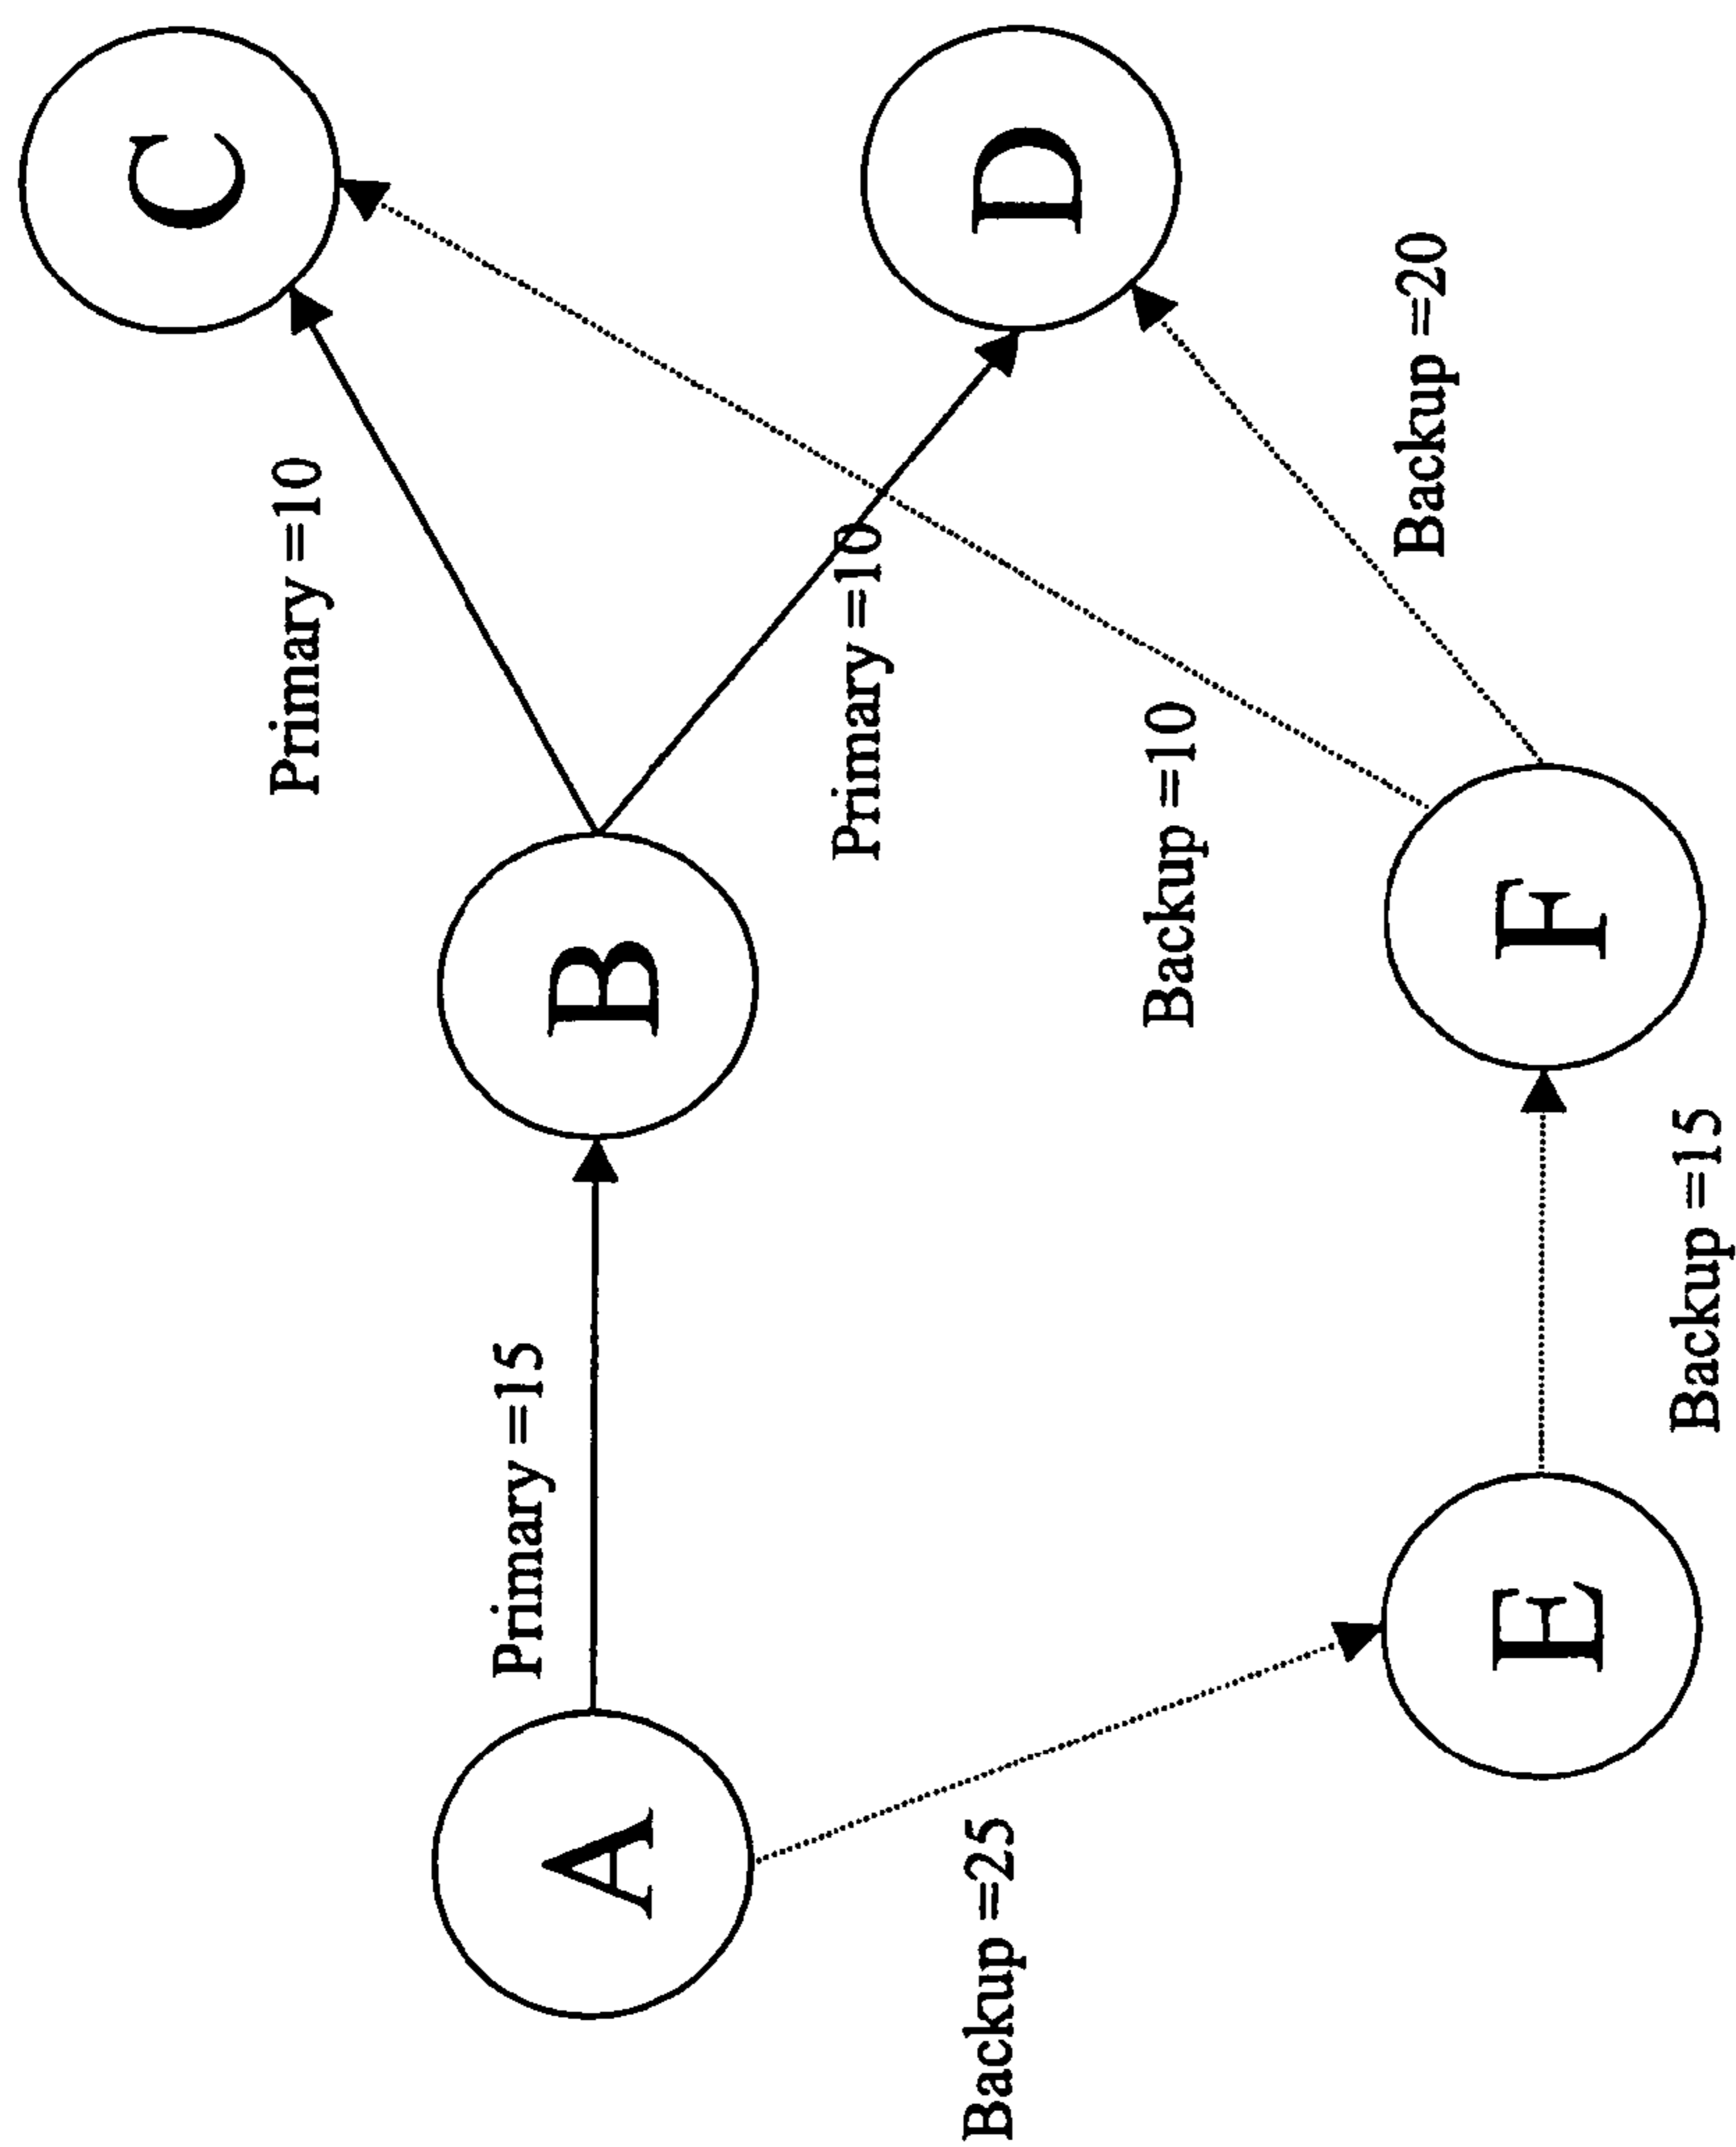 C
Primary =10
Primary =15
A
B
Primary =10
Backup =25
D
Backup =10
Backup =20
E
F
Backup =15